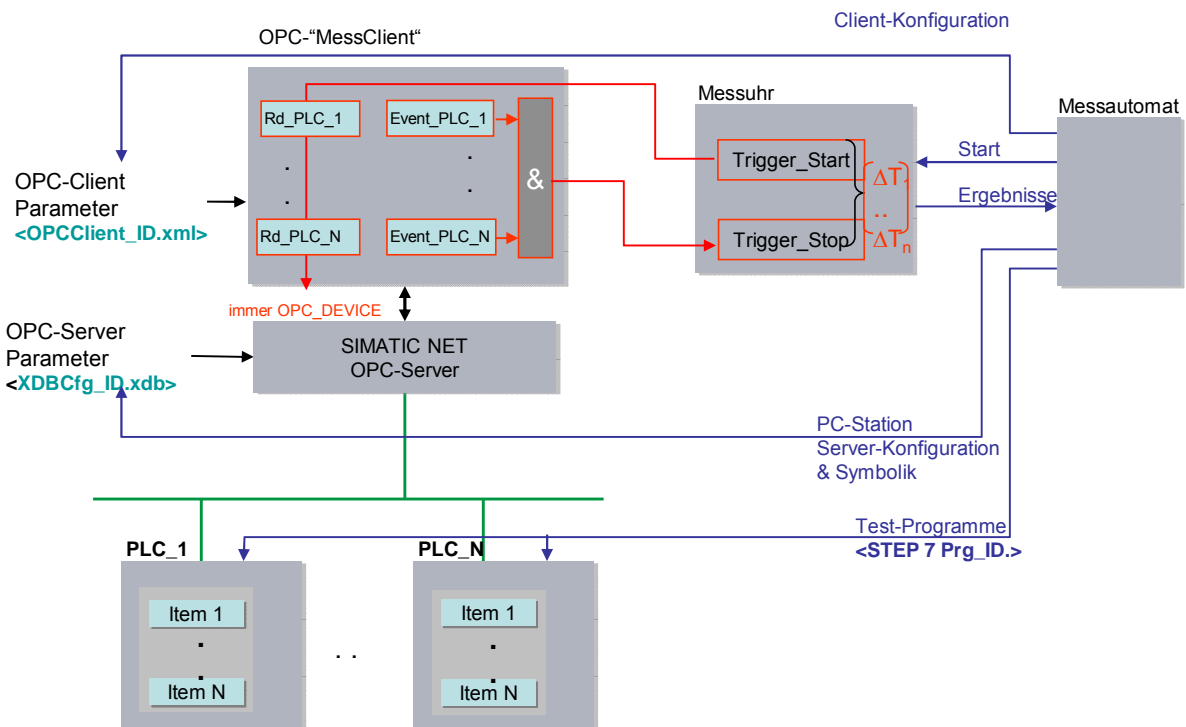 Client-Konfiguration
OPC-“MessClient“
Messuhr
Messautomat
Rd_PLC_1
Event_PLC_1
.
.
.
.
&
Rd_PLC_N
Event_PLC_N
Trigger_Start
Trigger_Stop
ΔT1
..
ΔTn
Start
Ergebnisse
OPC-Client
Parameter
<OPCClient_ID.xml>
immer OPC_DEVICE
OPC-Server
Parameter
<XDBCfg_ID.xdb>
SIMATIC NET
OPC-Server
PC-Station
Server-Konfiguration
& Symbolik
Test-Programme
<STEP 7 Prg_ID.>
PLC_1
PLC_N
Item 1
.
.
Item N
. .
Item 1
.
.
Item N